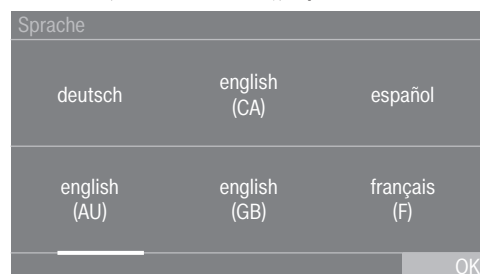 Sprache
deutsch
english
(CA)
español
english
(AU)
english
(GB)
français
(F)
OK